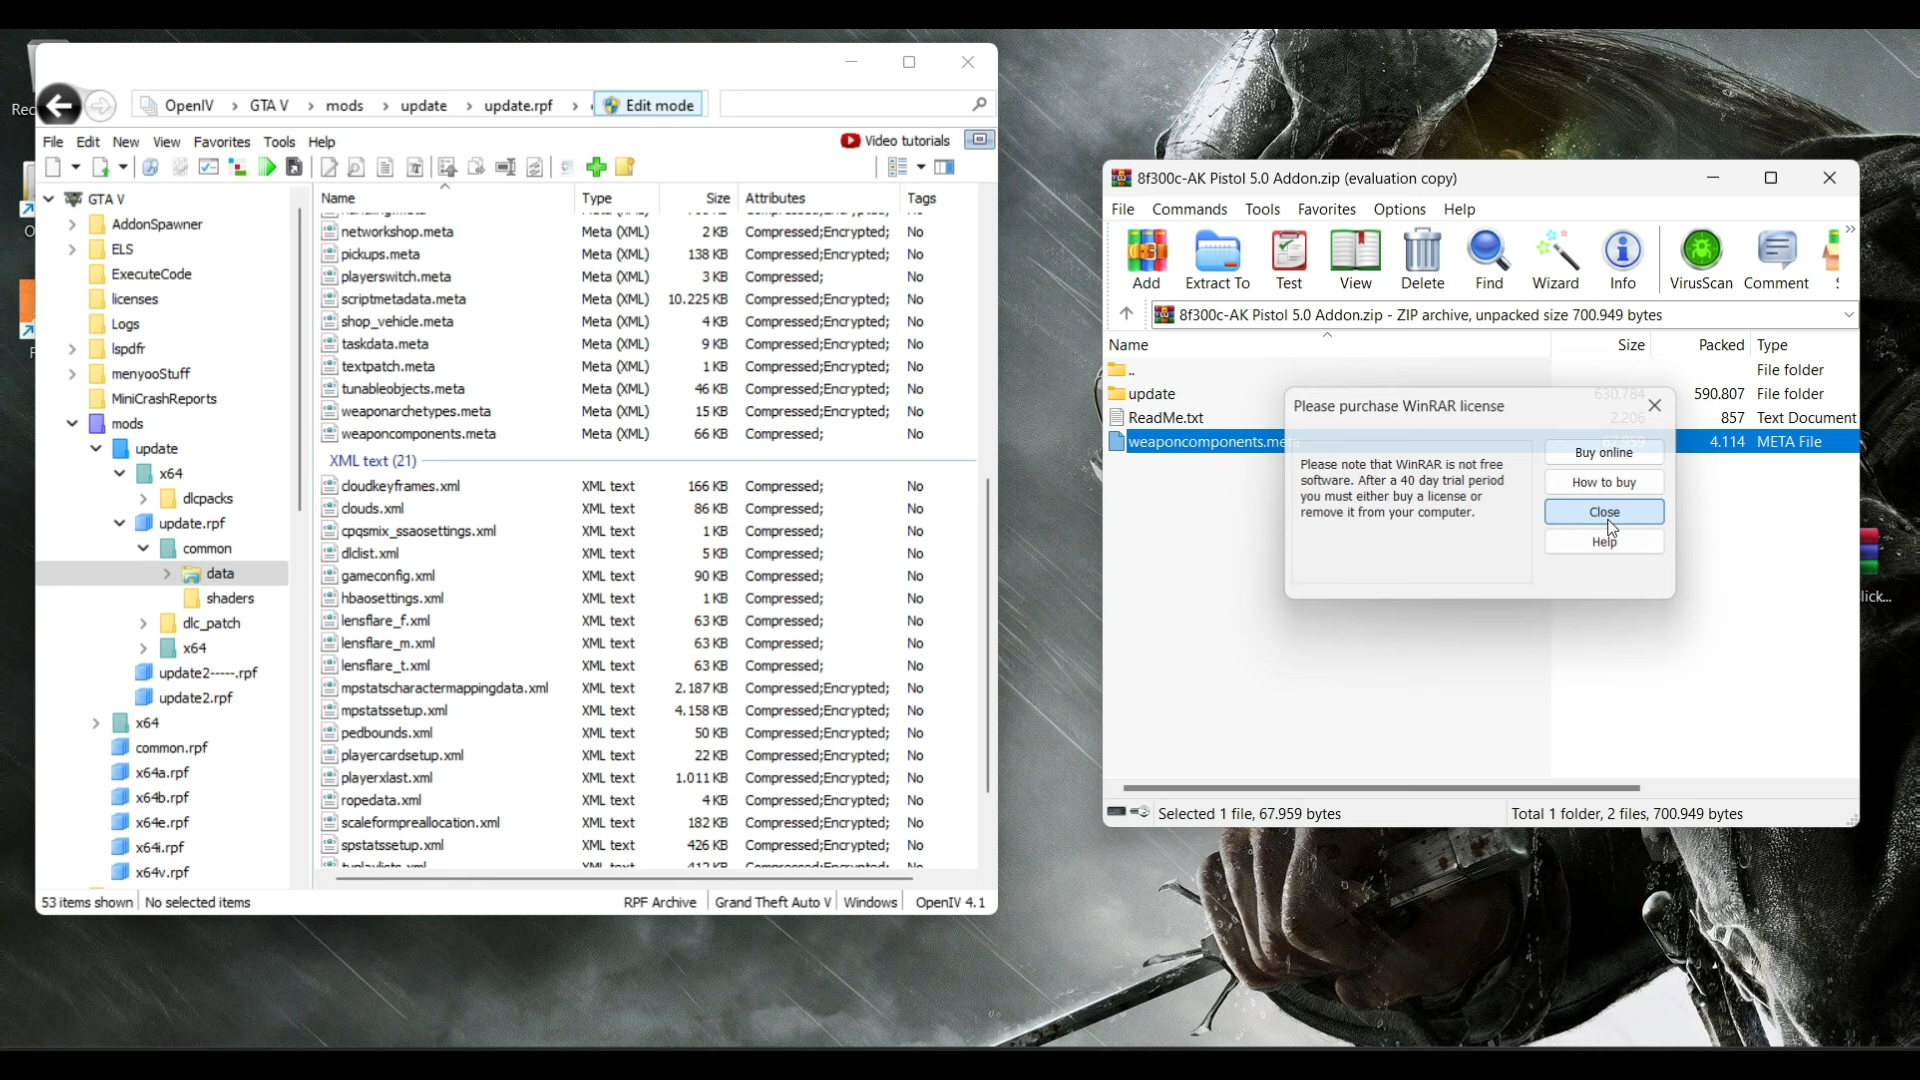 Rec
OpenIV › GTA V › mods › update › update.rpf › Edit mode
File Edit New View Favorites Tools Help
Video tutorials
GTA V
AddonSpawner
ELS
ExecuteCode
licenses
Logs
lspdfr
menyooStuff
MiniCrashReports
mods
update
x64
dlcpacks
update.rpf
common
data
shaders
dlc_patch
x64
update2-----.rpf
update2.rpf
x64
common.rpf
x64a.rpf
x64b.rpf
x64e.rpf
x64i.rpf
x64v.rpf
Name Type Size Attributes Tags
networkshop.meta Meta (XML) 2 KB Compressed;Encrypted; No
pickups.meta Meta (XML) 138 KB Compressed;Encrypted; No
playerswitch.meta Meta (XML) 3 KB Compressed; No
scriptmetadata.meta Meta (XML) 10.225 KB Compressed;Encrypted; No
shop_vehicle.meta Meta (XML) 4 KB Compressed;Encrypted; No
taskdata.meta Meta (XML) 9 KB Compressed;Encrypted; No
textpatch.meta Meta (XML) 1 KB Compressed;Encrypted; No
tunableobjects.meta Meta (XML) 46 KB Compressed;Encrypted; No
weaponarchetypes.meta Meta (XML) 15 KB Compressed;Encrypted; No
weaponcomponents.meta Meta (XML) 66 KB Compressed; No
XML text (21)
cloudkeyframes.xml XML text 166 KB Compressed; No
clouds.xml XML text 86 KB Compressed; No
cpqsmix_ssaosettings.xml XML text 1 KB Compressed; No
dlclist.xml XML text 5 KB Compressed; No
gameconfig.xml XML text 90 KB Compressed; No
hbaosettings.xml XML text 1 KB Compressed; No
lensflare_f.xml XML text 63 KB Compressed; No
lensflare_m.xml XML text 63 KB Compressed; No
lensflare_t.xml XML text 63 KB Compressed; No
mpstatscharactermappingdata.xml XML text 2.187 KB Compressed;Encrypted; No
mpstatssetup.xml XML text 4.158 KB Compressed;Encrypted; No
pedbounds.xml XML text 50 KB Compressed;Encrypted; No
playercardsetup.xml XML text 22 KB Compressed;Encrypted; No
playerxlast.xml XML text 1.011 KB Compressed;Encrypted; No
ropedata.xml XML text 4 KB Compressed;Encrypted; No
scaleformpreallocation.xml XML text 182 KB Compressed;Encrypted; No
spstatssetup.xml XML text 426 KB Compressed;Encrypted; No
53 items shown No selected items RPF Archive Grand Theft Auto V Windows OpenIV 4.1
8f300c-AK Pistol 5.0 Addon.zip (evaluation copy)
File Commands Tools Favorites Options Help
Add Extract To Test View Delete Find Wizard Info VirusScan Comment
8f300c-AK Pistol 5.0 Addon.zip - ZIP archive, unpacked size 700.949 bytes
Name Size Packed Type
.. File folder
update 630.784 590.807 File folder
ReadMe.txt 2.206 857 Text Document
weaponcomponents.meta 67.959 4.114 META File
Please purchase WinRAR license
Please note that WinRAR is not free
software. After a 40 day trial period
you must either buy a license or
remove it from your computer.
Buy online
How to buy
Close
Help
Selected 1 file, 67.959 bytes
Total 1 folder, 2 files, 700.949 bytes
lick...